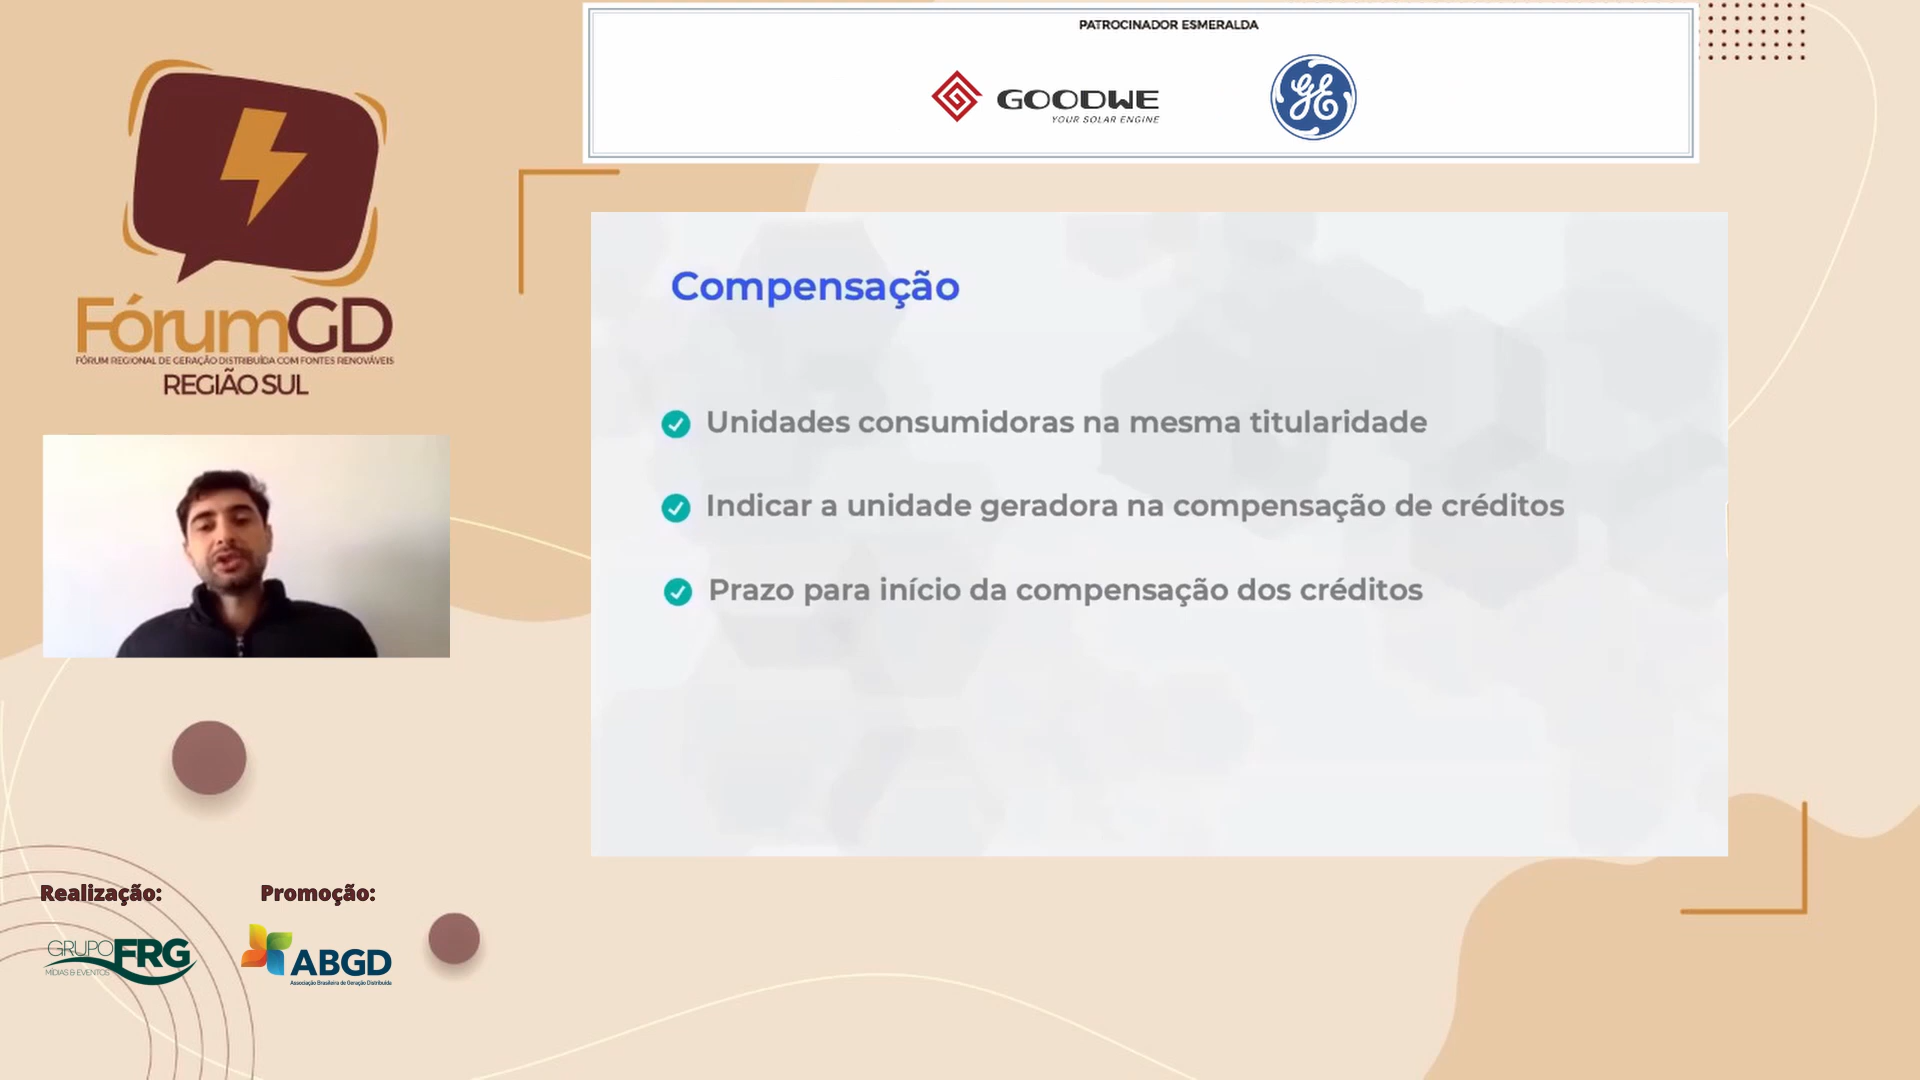 PATROCINADOR ESMERALDA
GOODWE
YOUR SOLAR ENGINE
GE
FórumGD
FÓRUM REGIONAL DE GERAÇÃO DISTRIBUÍDA COM FONTES RENOVÁVEIS
REGIÃO SUL
Compensação
Unidades consumidoras na mesma titularidade
Indicar a unidade geradora na compensação de créditos
Prazo para início da compensação dos créditos
Realização:
Promoção:
GRUPO FRG
MÍDIAS & EVENTOS
ABGD
Associação Brasileira de Geração Distribuída